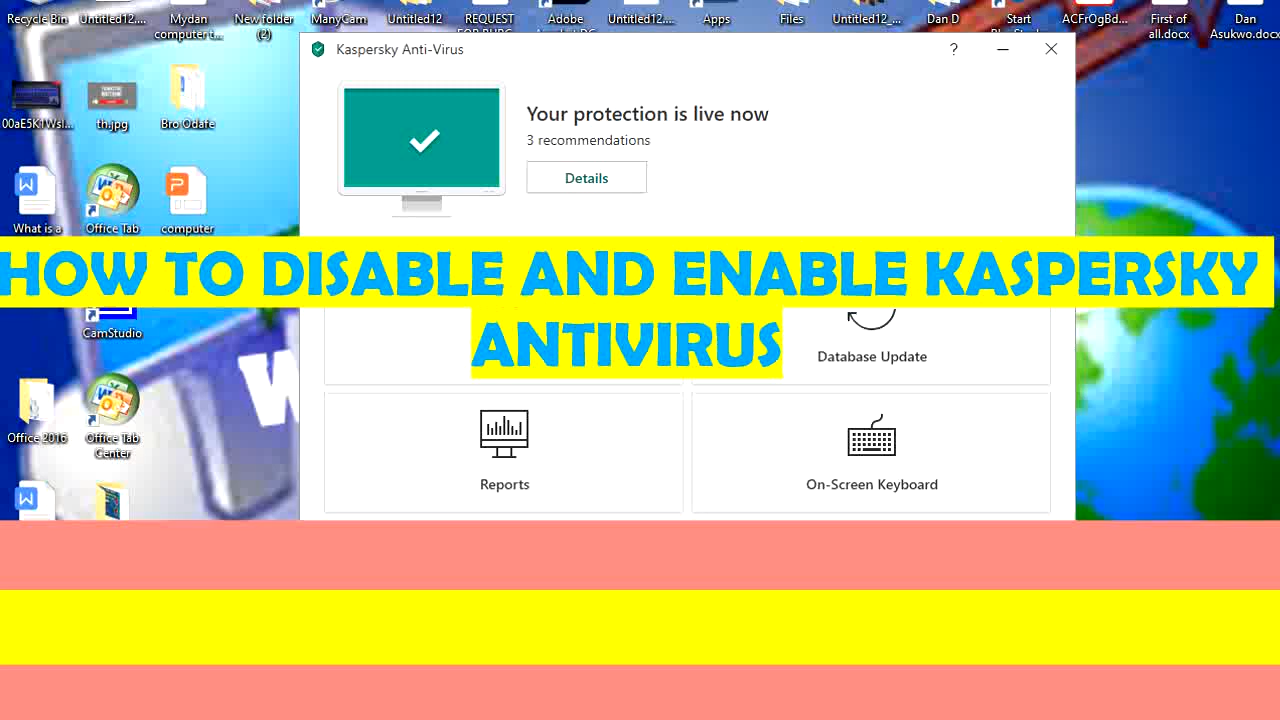 Recycle Bin Untitled12.... Mydan New folder ManyCam Untitled12 REQUEST Adobe Untitled12.... Apps Files Untitled12_... Dan D Start ACFrOgBd... First of Dan
computer t... (2) all.docx Asukwo.docx
Kaspersky Anti-Virus ?
Your protection is live now
3 recommendations
Details
th.jpg Bro Odafe
What is a Office Tab computer
HOW TO DISABLE AND ENABLE KASPERSKY
ANTIVIRUS
CamStudio
Database Update
Office 2016 Office Tab
Center
Reports
On-Screen Keyboard